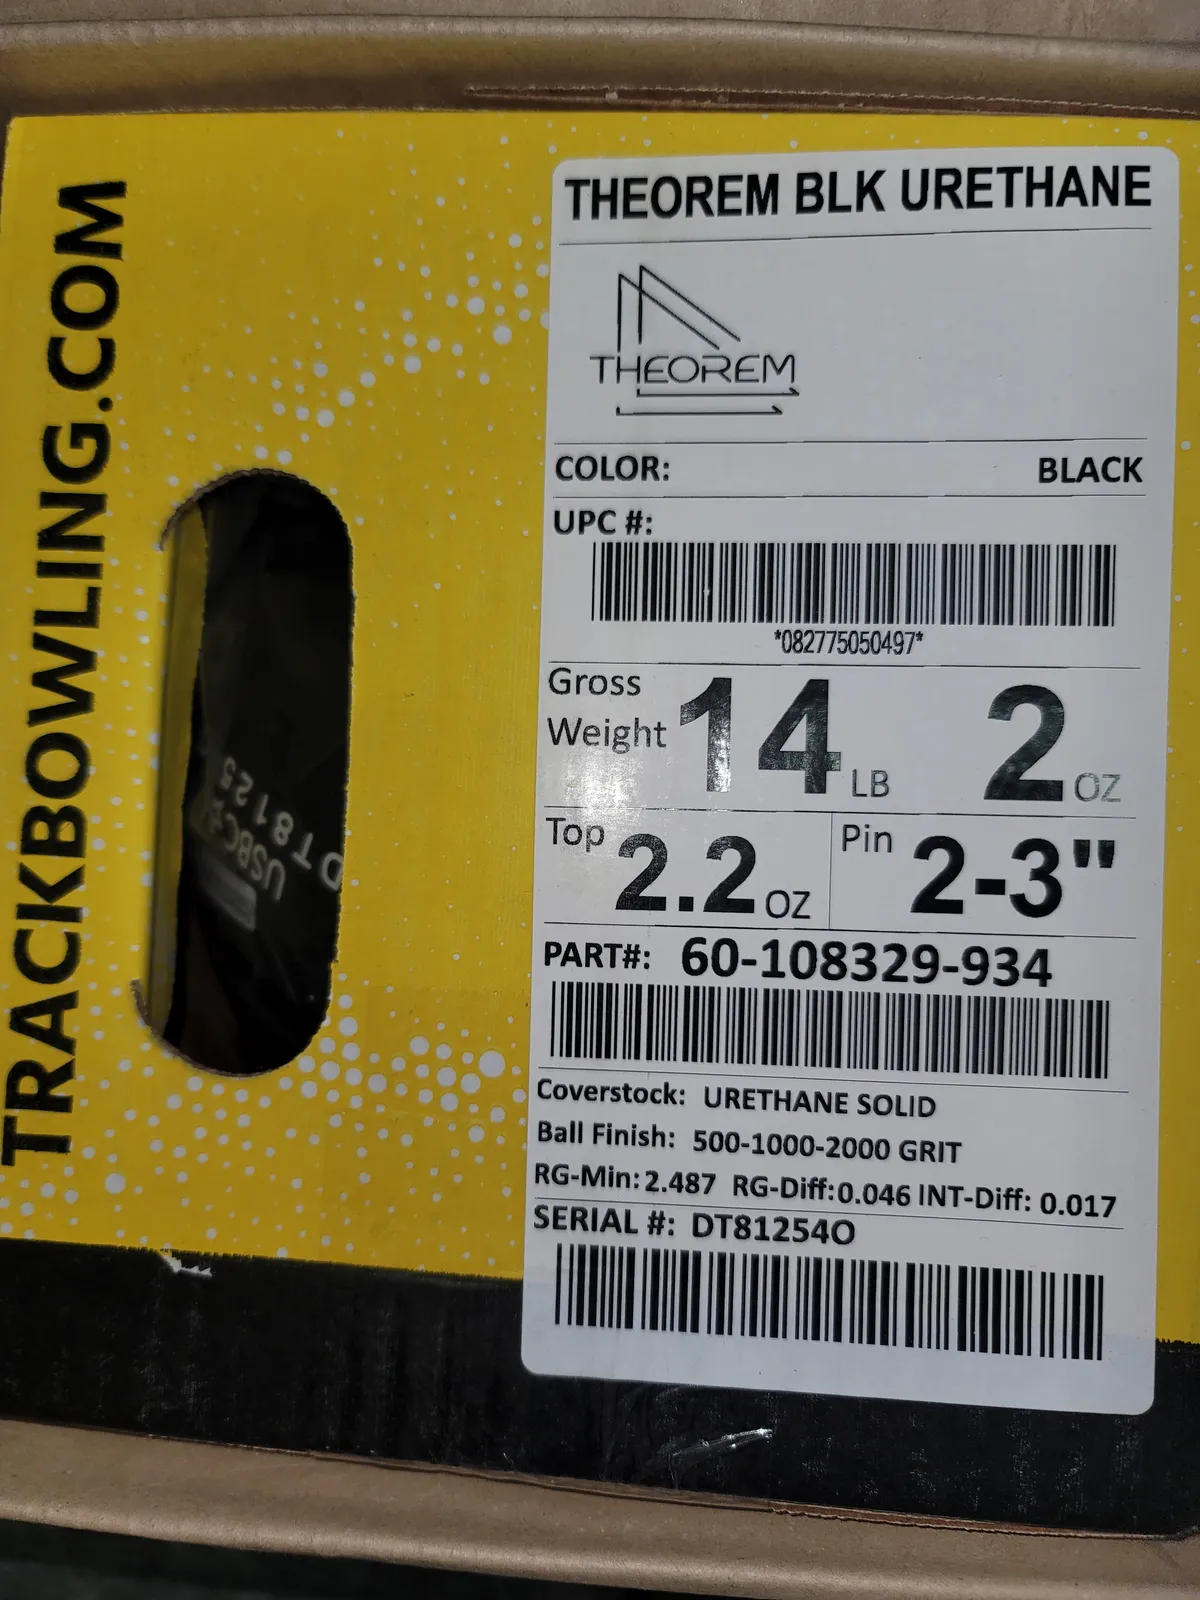 TRACKBOWLING.COM
THEOREM BLK URETHANE
THEOREM
COLOR: BLACK
UPC #:
*082775050497*
Gross Weight 14 LB 2 OZ
Top 2.2 OZ Pin 2-3"
PART#: 60-108329-934
Coverstock: URETHANE SOLID
Ball Finish: 500-1000-2000 GRIT
RG-Min: 2.487 RG-Diff: 0.046 INT-Diff: 0.017
SERIAL #: DT81254O
USBC
DT8125